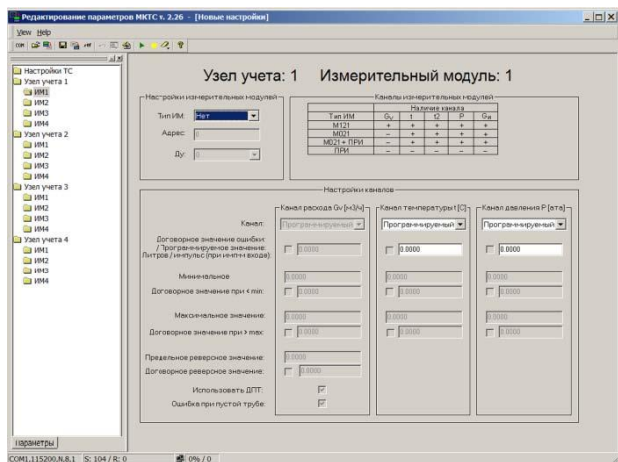 Редактирование параметров МКТС v. 2.26 - [Новые настройки]
View Help
Настройки ТС
Узел учета 1
ИМ1
ИМ2
ИМ3
ИМ4
Узел учета 2
ИМ1
ИМ2
ИМ3
ИМ4
Узел учета 3
ИМ1
ИМ2
ИМ3
ИМ4
Узел учета 4
ИМ1
ИМ2
ИМ3
ИМ4
Параметры
Узел учета: 1 Измерительный модуль: 1
Настройки измерительных модулей
Тип ИМ: Нет
Адрес: 0
Ду: 0
Каналы измерительных модулей
Наличие канала
Тип ИМ Gv t t2 P
М121 + + + + +
М021 – + + + +
М021 + ПРИ + + + + +
ПРИ – – – –
Настройки каналов
Канал расхода Gv [м3/ч] Канал температуры t [C] Канал давления P [ата]
Канал: Программируемый Программируемый Программируемый
Договорное значение ошибки:
/ Программируемое значение:
Литров / импульс (при имп-м входе): 0.0000 0.0000 0.0000
Минимальное 0.0000 0.0000 0.0000
Договорное значение при < min: 0.0000 0.0000 0.0000
Максимальное значение: 0.0000 0.0000 0.0000
Договорное значение при > max: 0.0000 0.0000 0.0000
Предельное реверсное значение: 0.0000
Договорное реверсное значение: 0.0000
Использовать ДПТ:
Ошибка при пустой трубе:
COM1,115200,N,8,1 S: 104 / R: 0 0% / 0